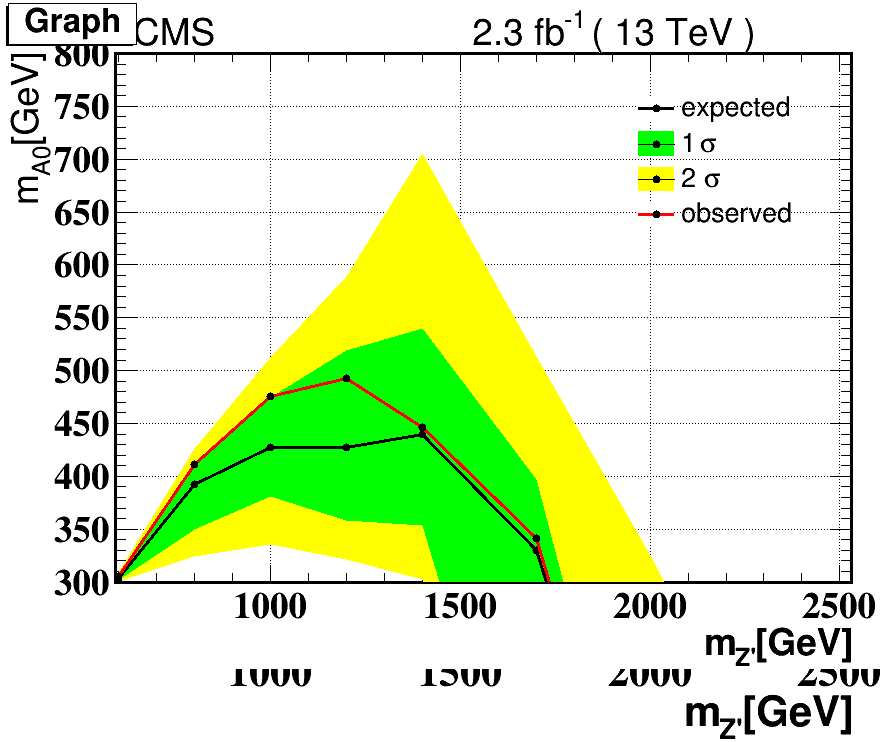 Graph
CMS
2.3 fb-1 ( 13 TeV )
mA0[GeV]
800
750
700
650
600
550
500
450
400
350
300
expected
1 σ
2 σ
observed
1000 1500 2000 2500
mZ'[GeV]
1000 1500 2000 2500
mZ'[GeV]